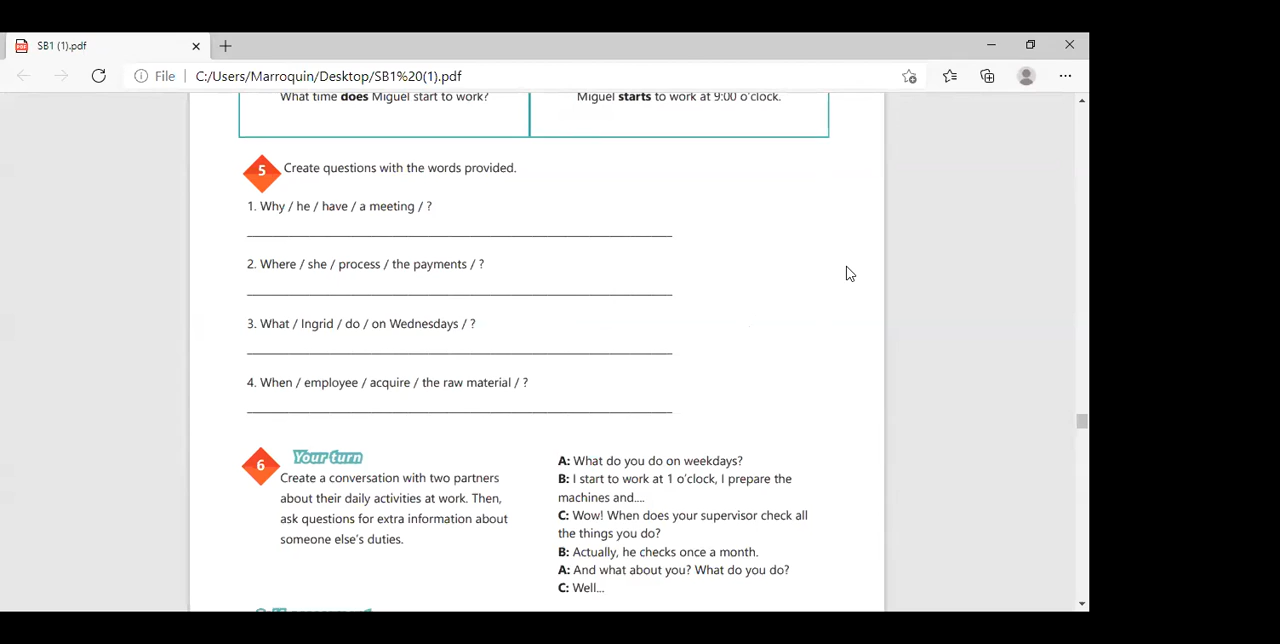 SB1 (1).pdf
File
C:/Users/Marroquin/Desktop/SB1%20(1).pdf
What time does Miguel start to work?
Miguel starts to work at 9:00 o'clock.
5 Create questions with the words provided.
1. Why / he / have / a meeting / ?
2. Where / she / process / the payments / ?
3. What / Ingrid / do / on Wednesdays / ?
4. When / employee / acquire / the raw material / ?
6 Your turn
Create a conversation with two partners
about their daily activities at work. Then,
ask questions for extra information about
someone else's duties.
A: What do you do on weekdays?
B: I start to work at 1 o'clock, I prepare the
machines and....
C: Wow! When does your supervisor check all
the things you do?
B: Actually, he checks once a month.
A: And what about you? What do you do?
C: Well...